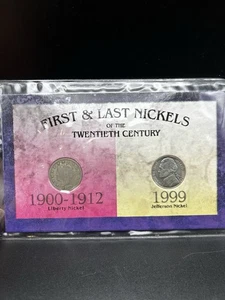 FIRST & LAST NICKELS
OF THE
TWENTIETH CENTURY
1900-1912
Liberty Nickel
1999
Jefferson Nickel